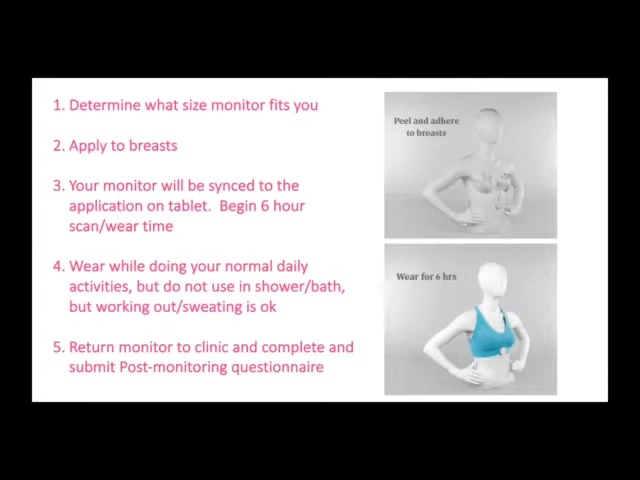 1. Determine what size monitor fits you
2. Apply to breasts
3. Your monitor will be synced to the
application on tablet. Begin 6 hour
scan/wear time
4. Wear while doing your normal daily
activities, but do not use in shower/bath,
but working out/sweating is ok
5. Return monitor to clinic and complete and
submit Post-monitoring questionnaire
Peel and adhere
to breasts
Wear for 6 hrs